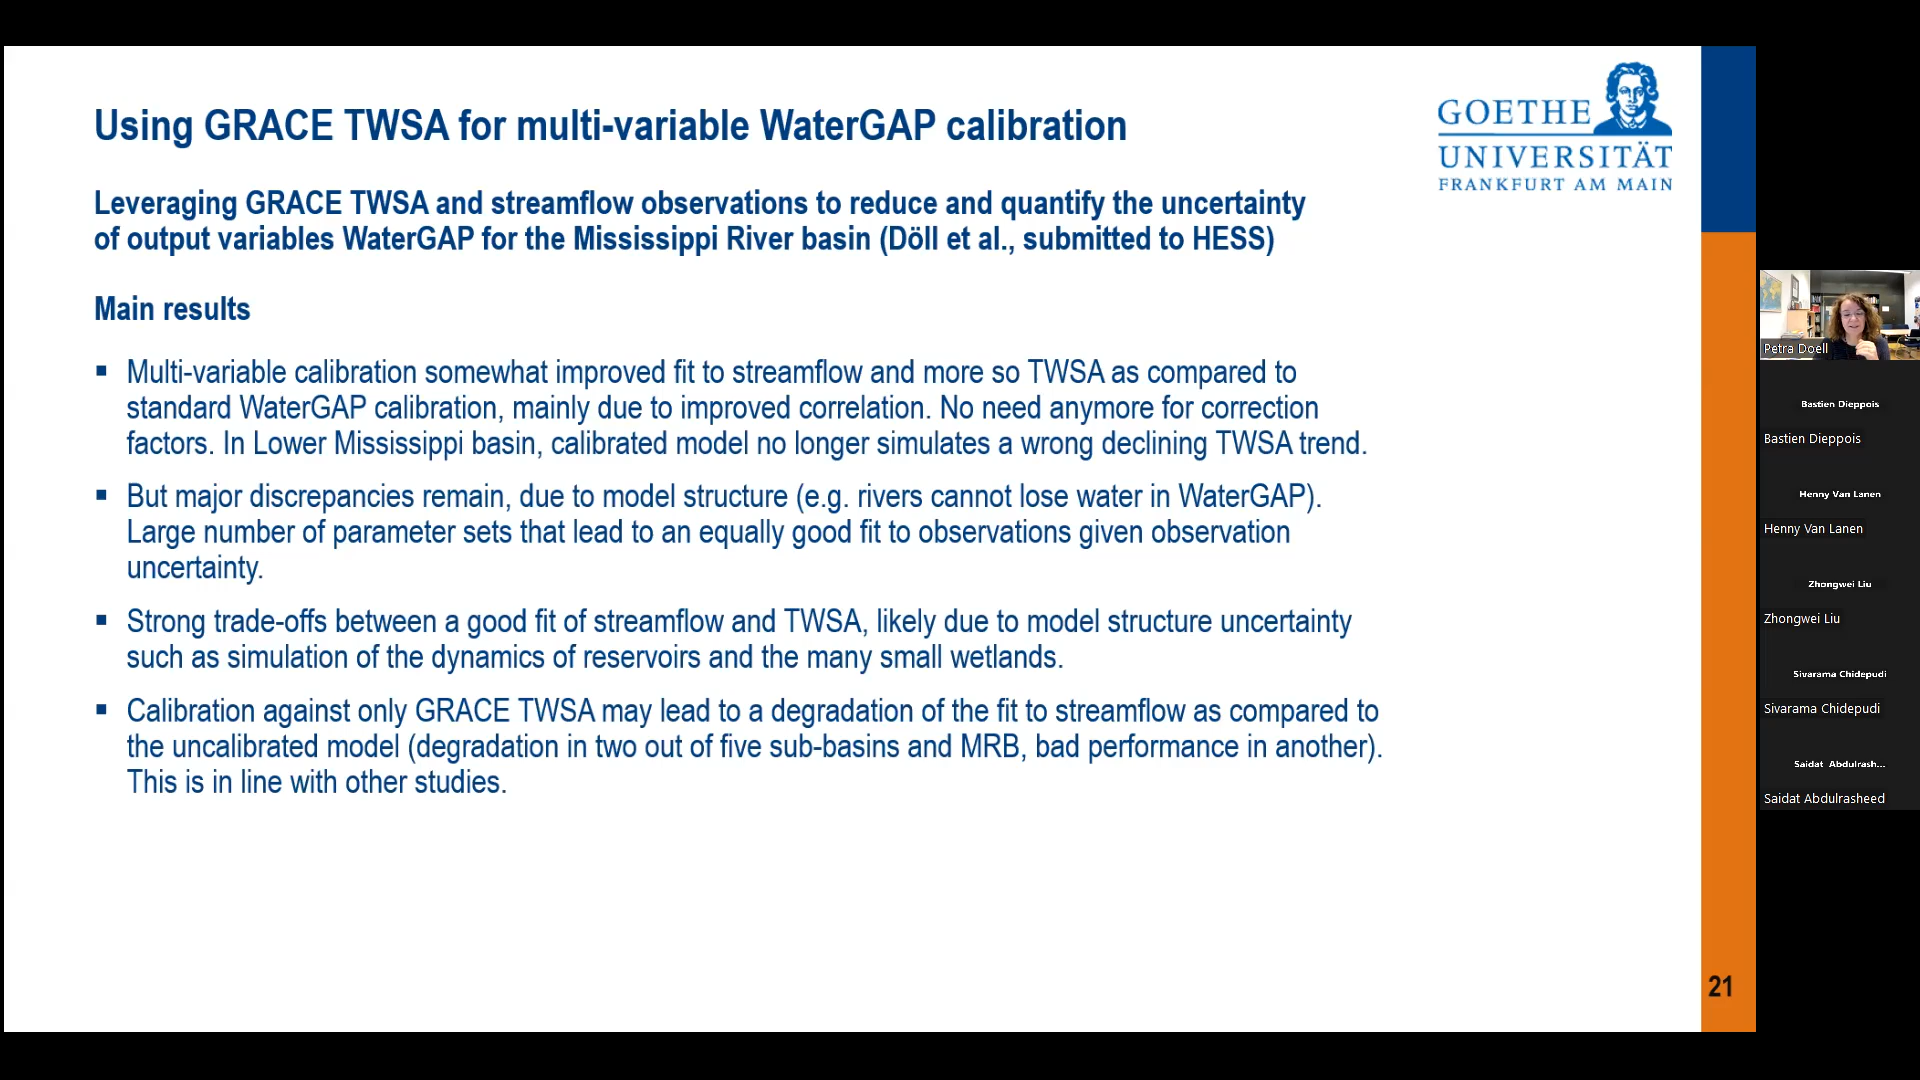 Using GRACE TWSA for multi-variable WaterGAP calibration
GOETHE
UNIVERSITÄT
FRANKFURT AM MAIN
Leveraging GRACE TWSA and streamflow observations to reduce and quantify the uncertainty
of output variables WaterGAP for the Mississippi River basin (Döll et al., submitted to HESS)
Main results
▪ Multi-variable calibration somewhat improved fit to streamflow and more so TWSA as compared to
standard WaterGAP calibration, mainly due to improved correlation. No need anymore for correction
factors. In Lower Mississippi basin, calibrated model no longer simulates a wrong declining TWSA trend.
▪ But major discrepancies remain, due to model structure (e.g. rivers cannot lose water in WaterGAP).
Large number of parameter sets that lead to an equally good fit to observations given observation
uncertainty.
▪ Strong trade-offs between a good fit of streamflow and TWSA, likely due to model structure uncertainty
such as simulation of the dynamics of reservoirs and the many small wetlands.
▪ Calibration against only GRACE TWSA may lead to a degradation of the fit to streamflow as compared to
the uncalibrated model (degradation in two out of five sub-basins and MRB, bad performance in another).
This is in line with other studies.
21
Petra Doell
Bastien Dieppois
Bastien Dieppois
Henny Van Lanen
Henny Van Lanen
Zhongwei Liu
Zhongwei Liu
Sivarama Chidepudi
Sivarama Chidepudi
Saidat Abdulrash...
Saidat Abdulrasheed